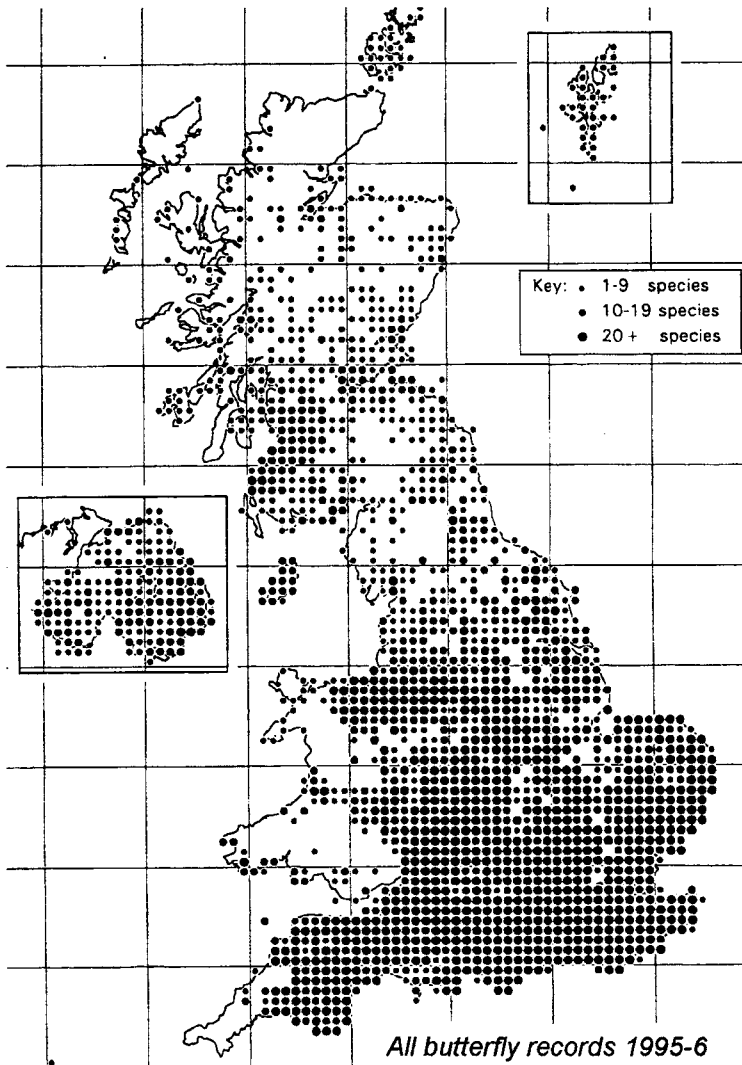 Key: • 1-9 species
• 10-19 species
• 20 + species
All butterfly records 1995-6